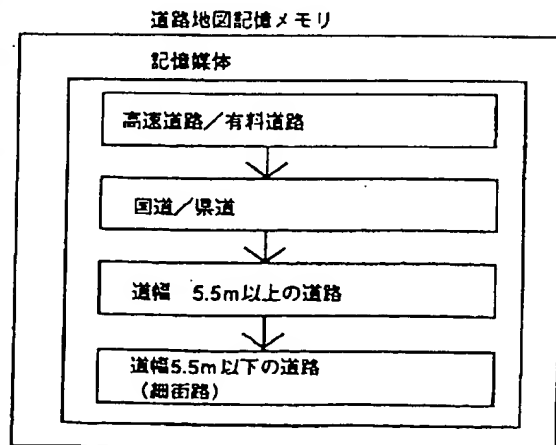 道路地図記憶メモリ
記憶媒体
高速道路／有料道路
国道／県道
道幅　5.5m以上の道路
道幅5.5m以下の道路
（細街路）